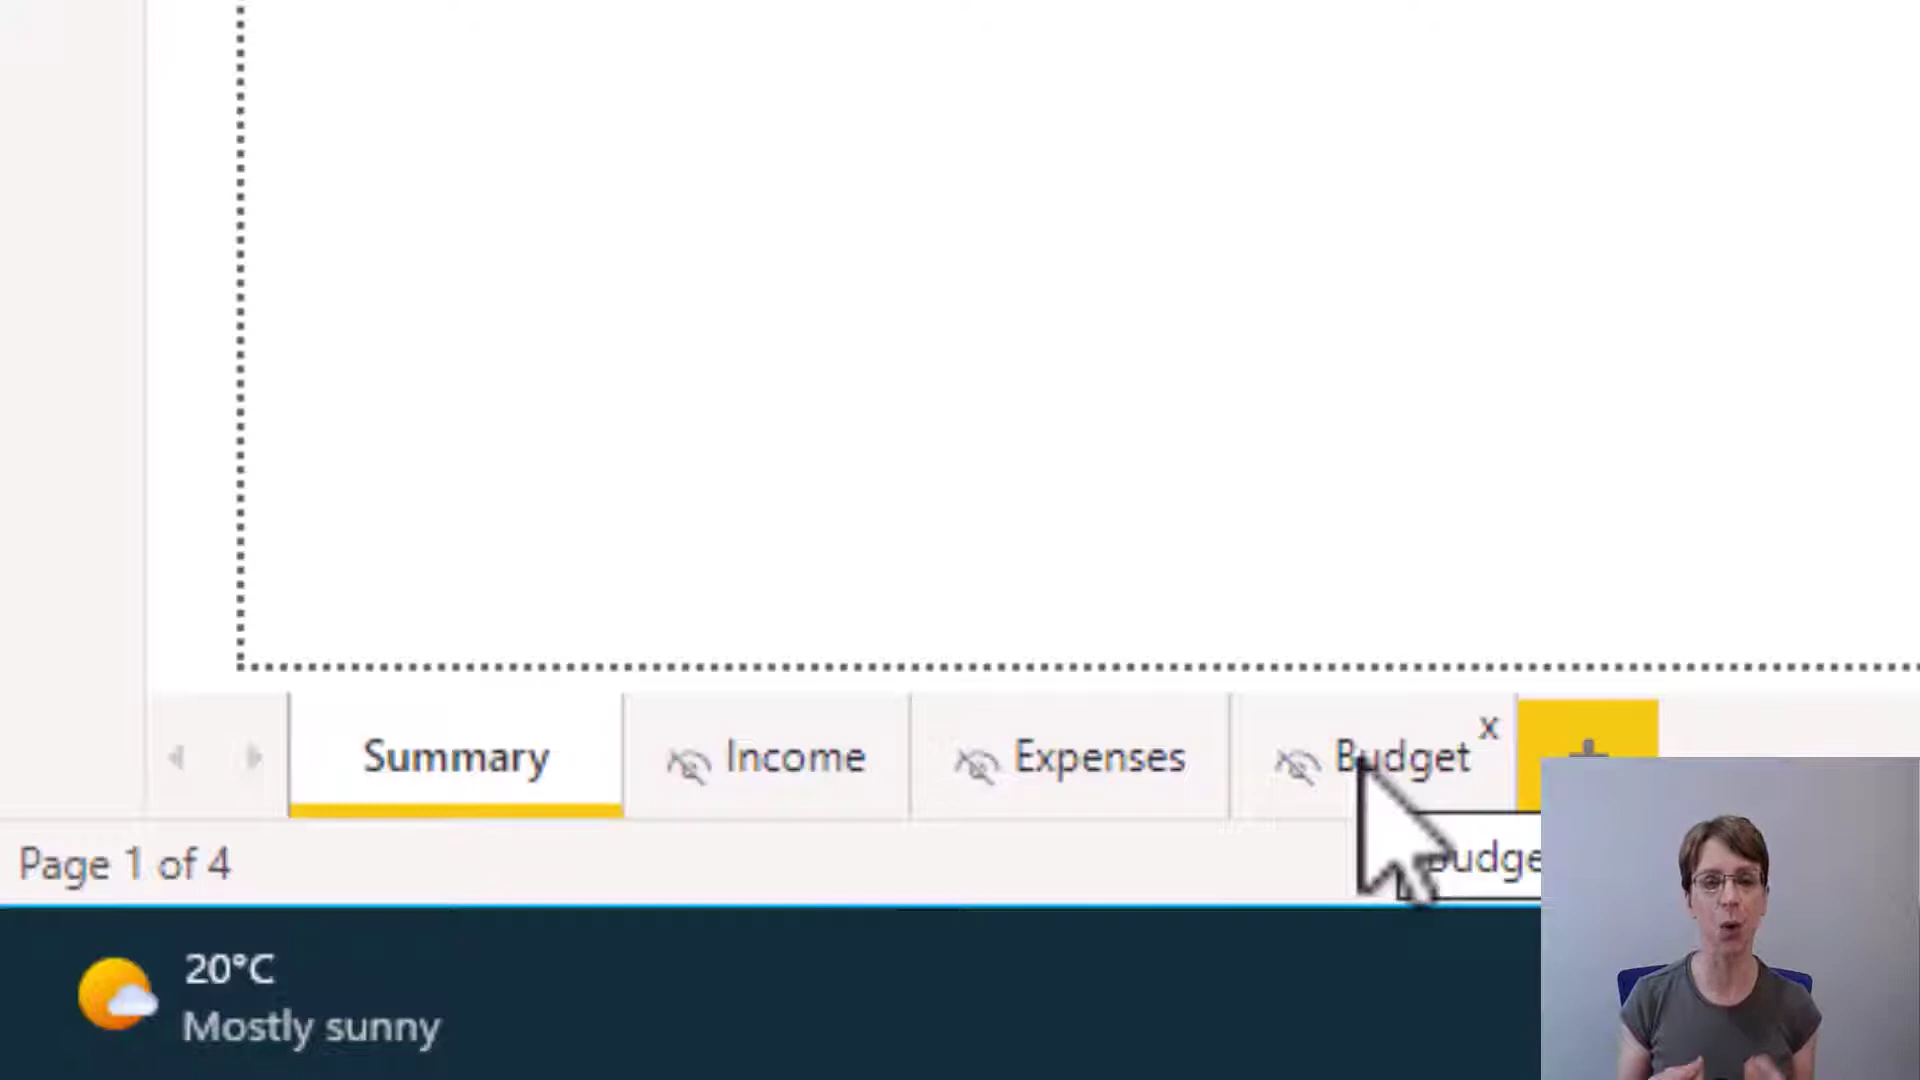 Summary
Income
Expenses
Budget
x
Page 1 of 4
20°C
Mostly sunny